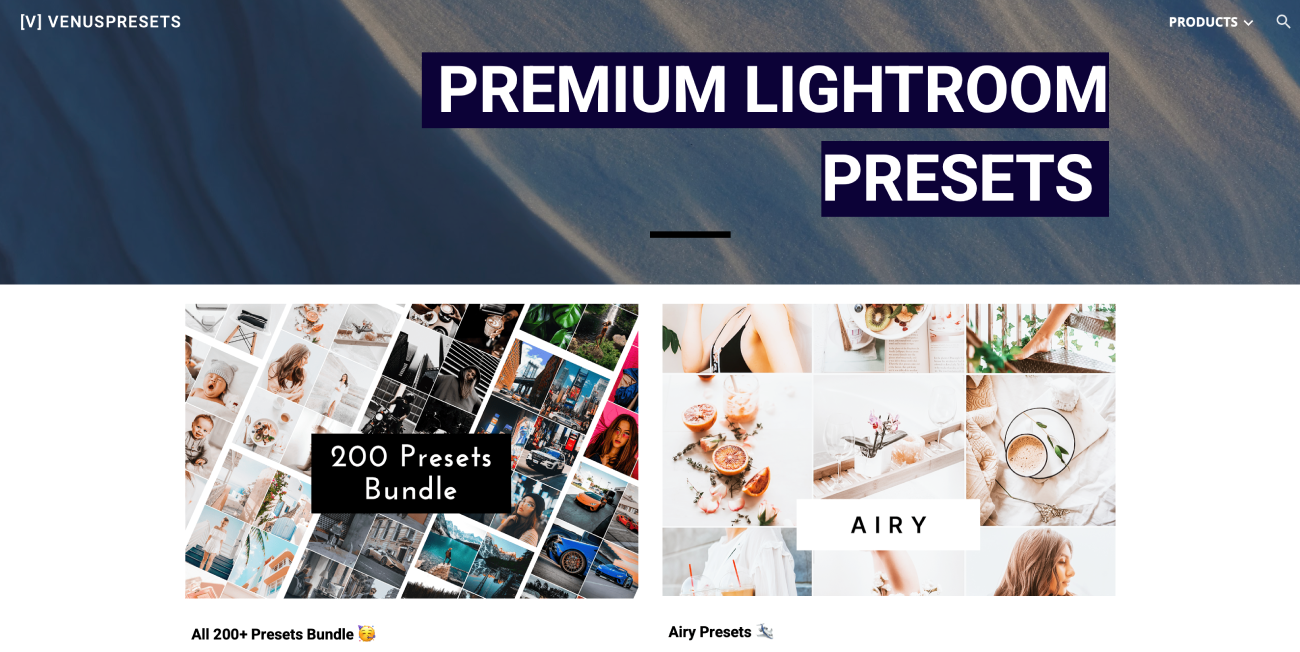 [V] VENUSPRESETS
PRODUCTS
PREMIUM LIGHTROOM
PRESETS
200 Presets
Bundle
AIRY
All 200+ Presets Bundle 🥳
Airy Presets